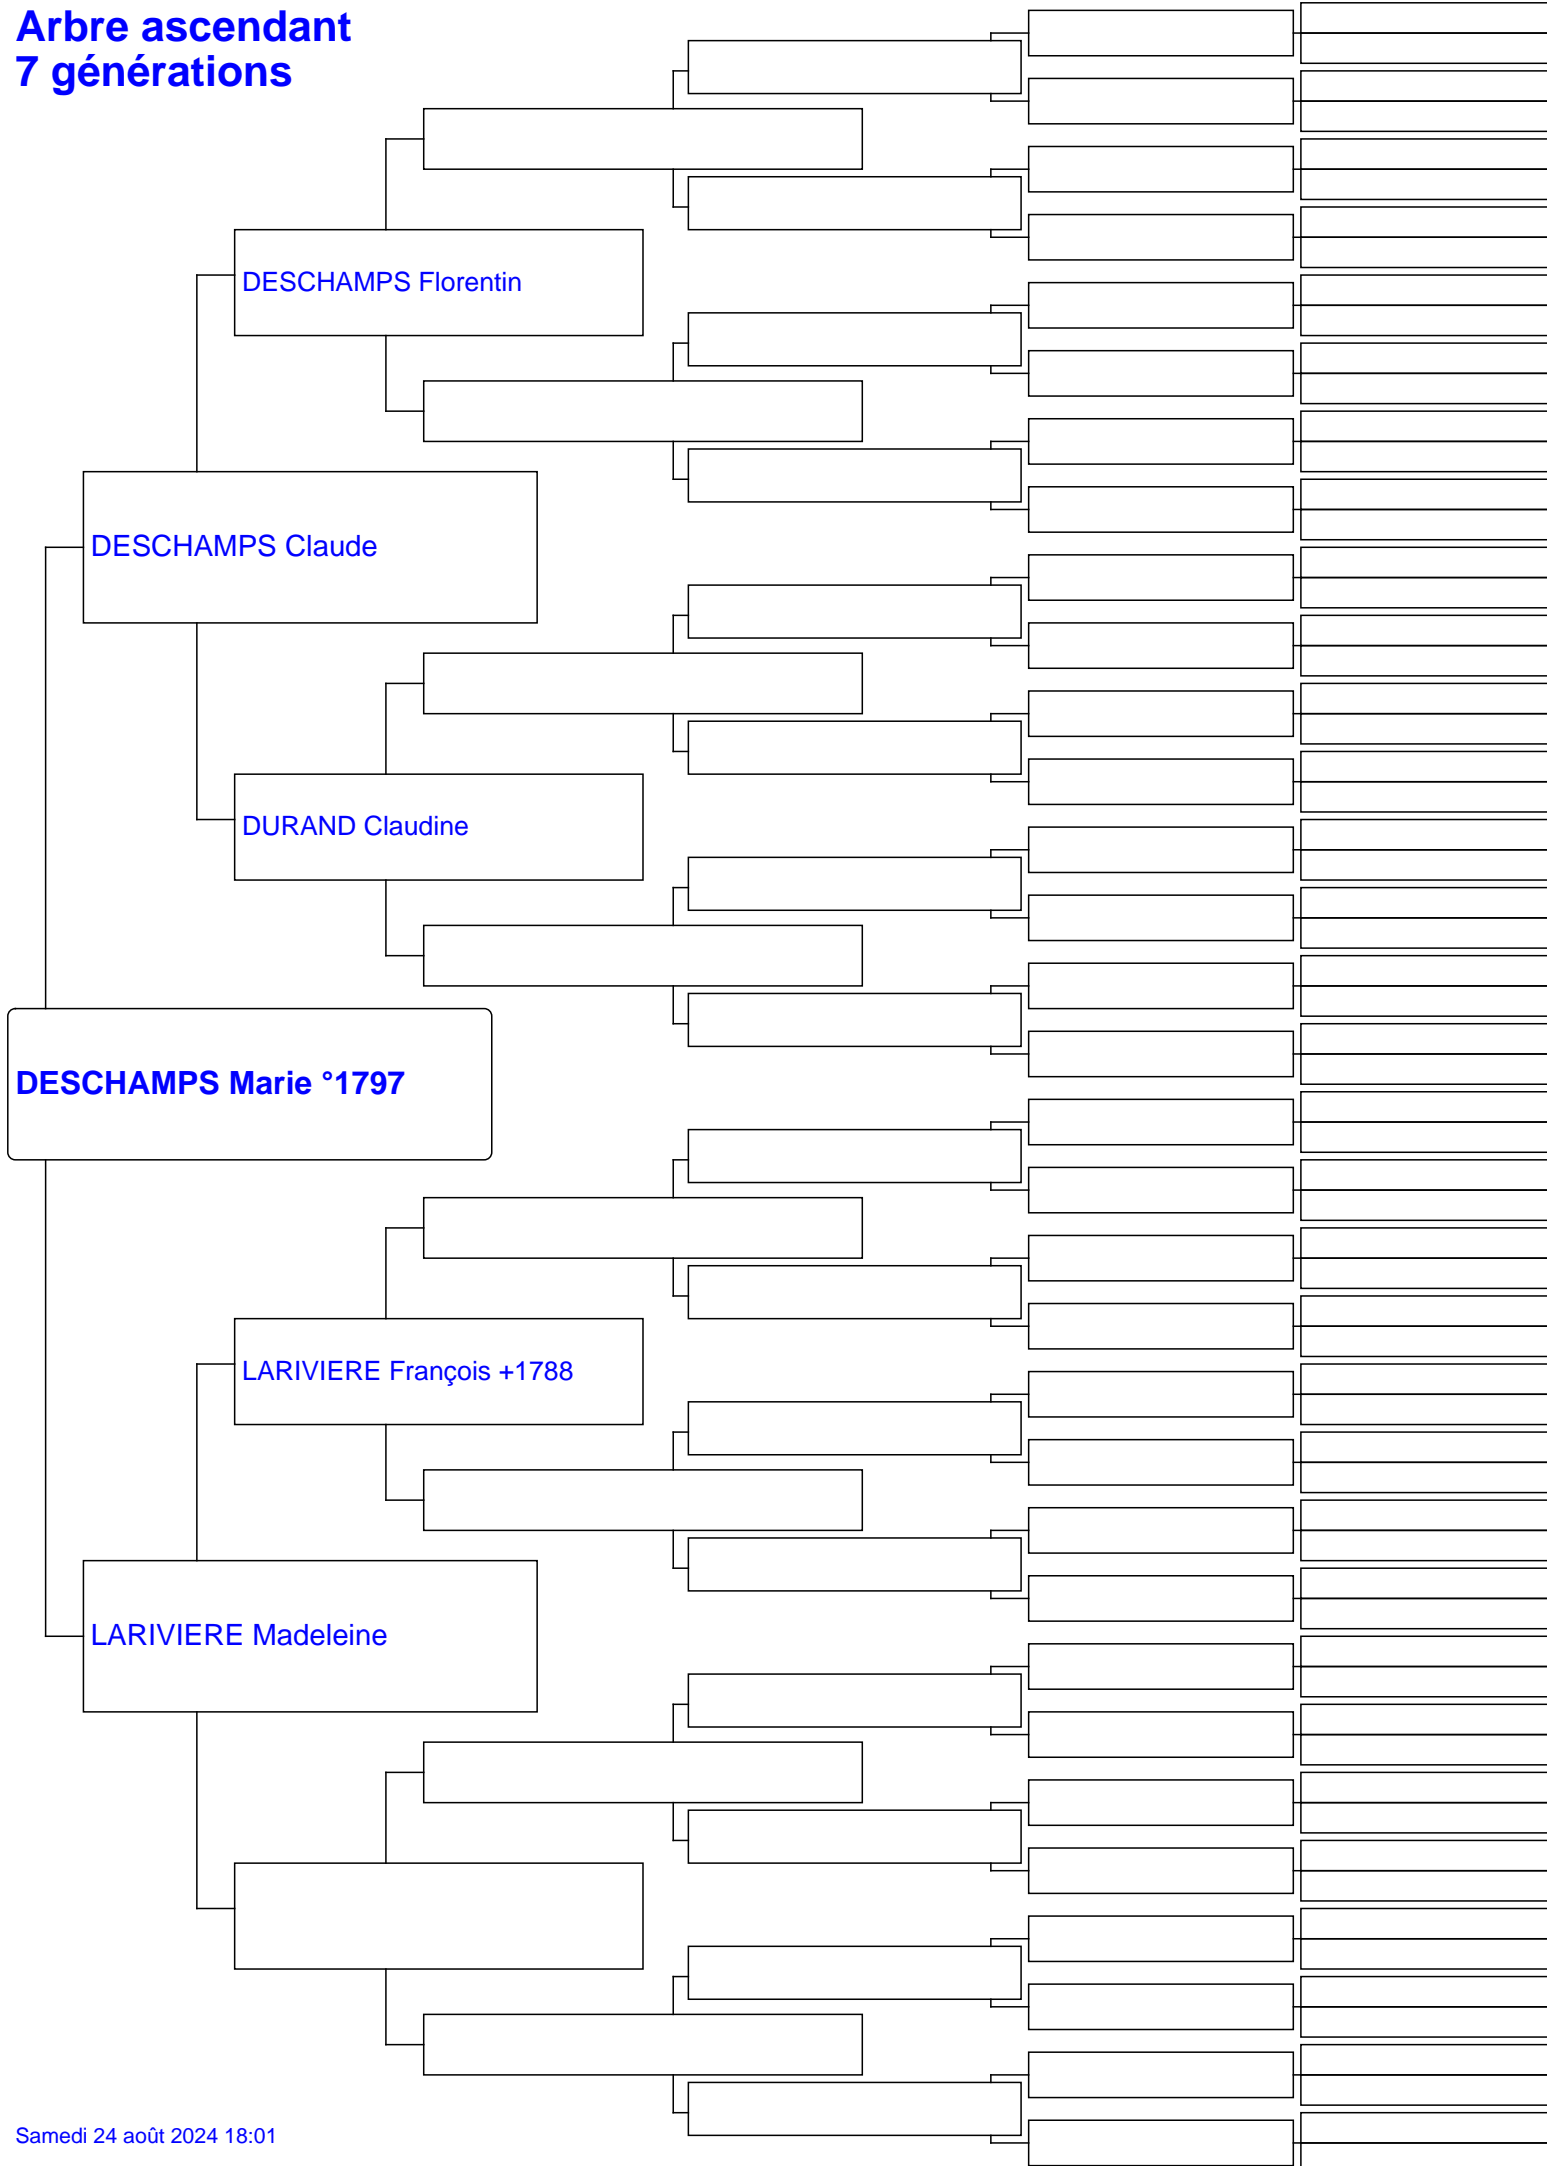 Arbre ascendant
7 générations
DESCHAMPS Florentin
DESCHAMPS Claude
DURAND Claudine
DESCHAMPS Marie °1797
LARIVIERE François +1788
LARIVIERE Madeleine
Samedi 24 août 2024 18:01